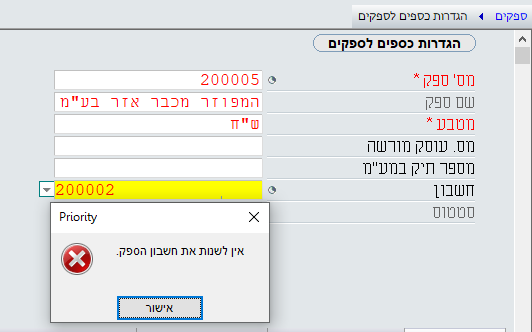 ספקים ◄ הגדרות כספים לספקים
הגדרות כספים לספקים
מס' ספק * 200005
שם ספק המפוזר מכבר אזר בע"מ
מטבע * ש"ח
מס. עוסק מורשה
מספר תיק במע"מ
חשבון 200002
סטטוס
Priority
אין לשנות את חשבון הספק.
אישור